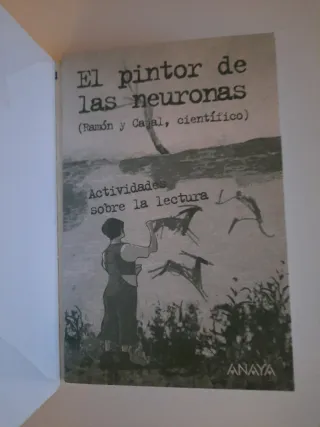 El pintor de
las neuronas
(Ramón y Cajal, científico)
Actividades
sobre la lectura
ANAYA